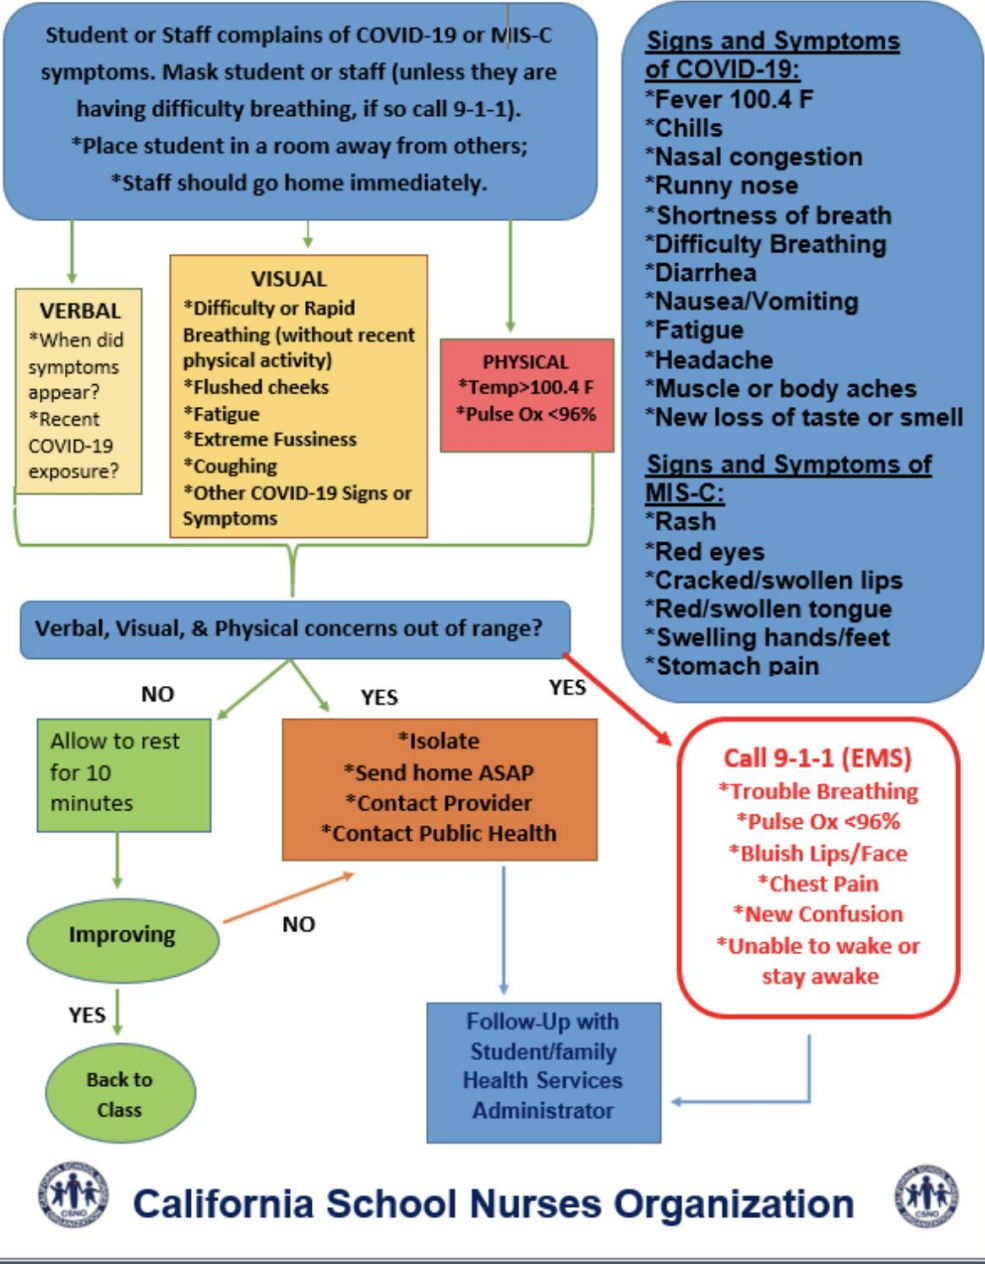 Student or Staff complains of COVID-19 or MIS-C
symptoms. Mask student or staff (unless they are
having difficulty breathing, if so call 9-1-1).
*Place student in a room away from others;
*Staff should go home immediately.
Signs and Symptoms
of COVID-19:
*Fever 100.4 F
*Chills
*Nasal congestion
*Runny nose
*Shortness of breath
*Difficulty Breathing
*Diarrhea
*Nausea/Vomiting
*Fatigue
*Headache
*Muscle or body aches
*New loss of taste or smell
Signs and Symptoms of
MIS-C:
*Rash
*Red eyes
*Cracked/swollen lips
*Red/swollen tongue
*Swelling hands/feet
*Stomach pain
VERBAL
*When did
symptoms
appear?
*Recent
COVID-19
exposure?
VISUAL
*Difficulty or Rapid
Breathing (without recent
physical activity)
*Flushed cheeks
*Fatigue
*Extreme Fussiness
*Coughing
*Other COVID-19 Signs or
Symptoms
PHYSICAL
*Temp>100.4 F
*Pulse Ox <96%
Verbal, Visual, & Physical concerns out of range?
NO
YES
YES
Allow to rest
for 10
minutes
*Isolate
*Send home ASAP
*Contact Provider
*Contact Public Health
Call 9-1-1 (EMS)
*Trouble Breathing
*Pulse Ox <96%
*Bluish Lips/Face
*Chest Pain
*New Confusion
*Unable to wake or
stay awake
Improving
NO
YES
Back to
Class
Follow-Up with
Student/family
Health Services
Administrator
CSNO
California School Nurses Organization
CSNO